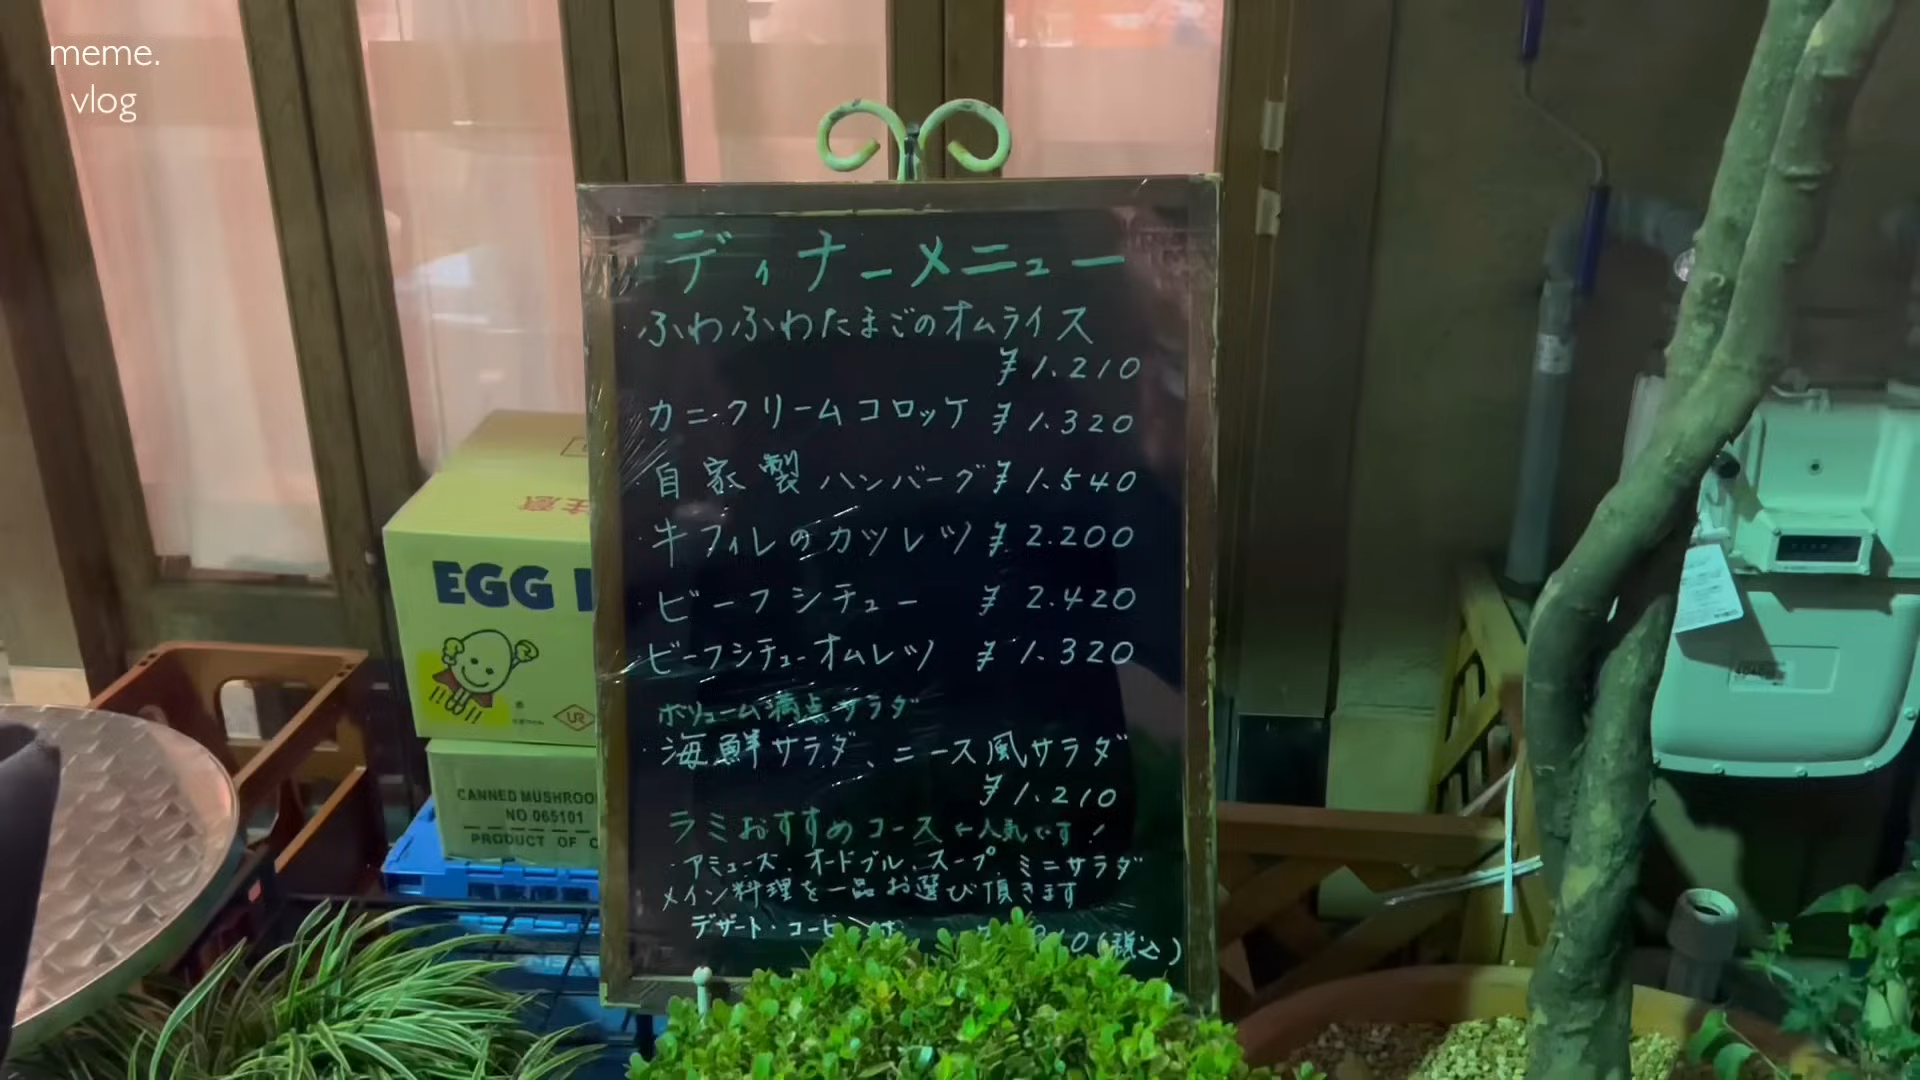 meme.
vlog
ディナーメニュー
・ふわふわたまごのオムライス
¥1.210
カニクリームコロッケ ¥1.320
・自家製ハンバーグ ¥1.540
・牛フィレのカツレツ ¥2.200
ビーフシチュー ¥2.420
・ビーフシチューオムレツ ¥1.320
ボリューム満点サラダ
・海鮮サラダ、ニース風サラダ
¥1.210
ラミおすすめコース ←人気です!
・アミューズ、オードブル、スープ、ミニサラダ
メイン料理を一品お選び頂きます
デザート・コーヒー
(税込)
注意
EGG
CANNED MUSHROO
NO 065101
PRODUCT OF C